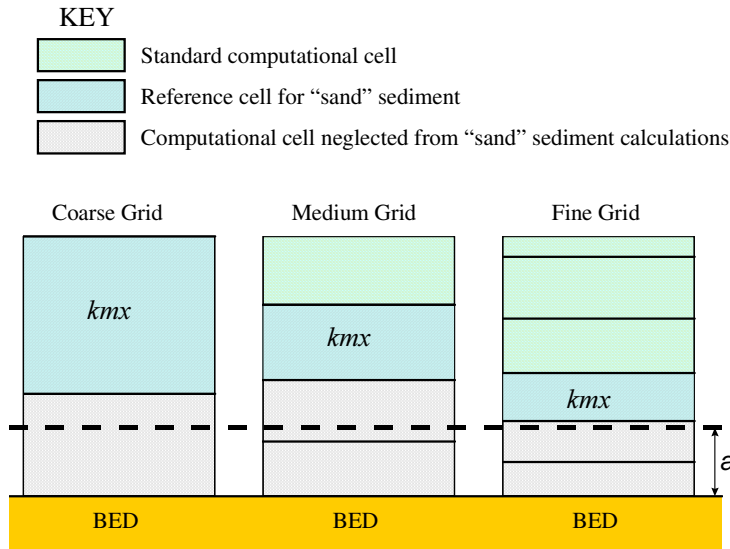 KEY
Standard computational cell
Reference cell for “sand” sediment
Computational cell neglected from “sand” sediment calculations
Coarse Grid
Medium Grid
Fine Grid
kmx
kmx
kmx
a
BED
BED
BED